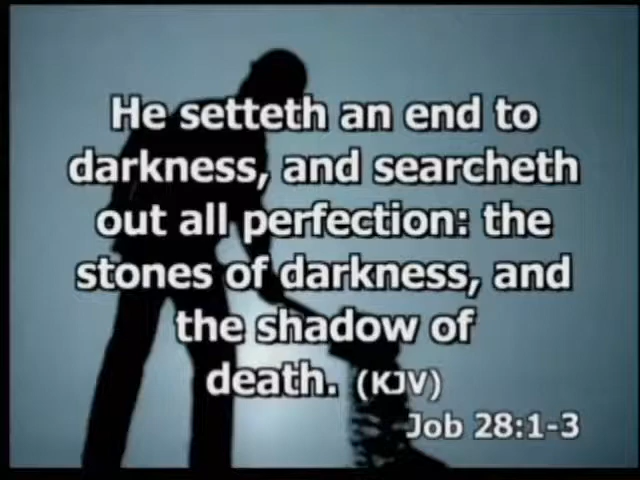 He setteth an end to
darkness, and searcheth
out all perfection: the
stones of darkness, and
the shadow of
death. (KJV)
Job 28:1-3